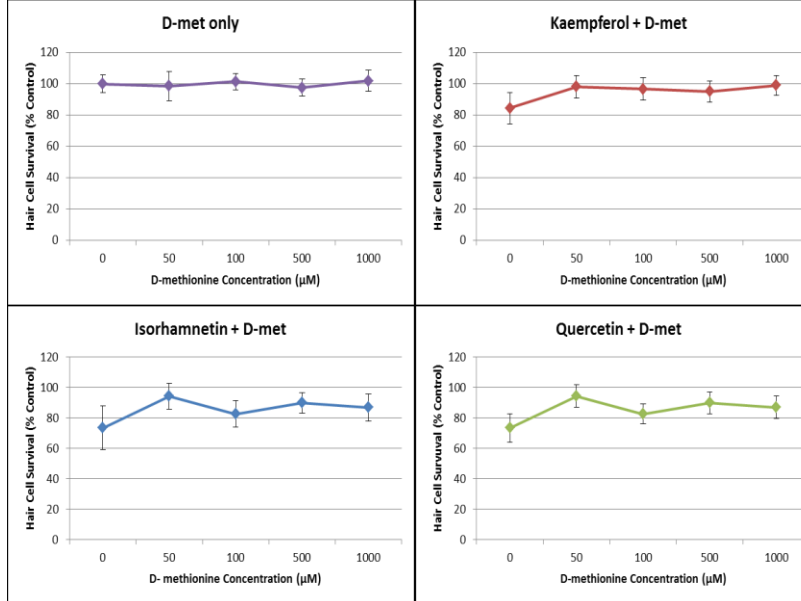 D-met only
Hair Cell Survival (% Control)
120
100
80
60
40
20
0
0 50 100 500 1000
D-methionine Concentration (µM)
Kaempferol + D-met
Hair Cell Survival (% Control)
120
100
80
60
40
20
0
0 50 100 500 1000
D-methionine Concentration (µM)
Isorhamnetin + D-met
Hair Cell Survival (% Control)
120
100
80
60
40
20
0
0 50 100 500 1000
D- methionine Concentration (µM)
Quercetin + D-met
Hair Cell Survuval (% Control)
120
100
80
60
40
20
0
0 50 100 500 1000
D-methionine Concentration (µM)